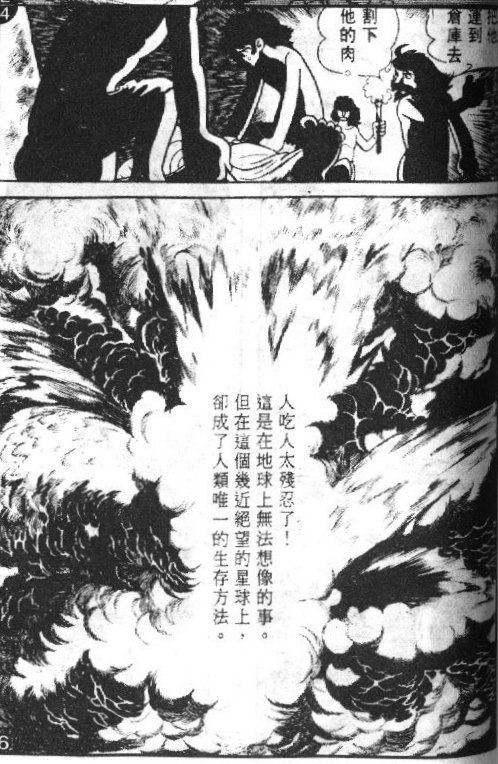 達到
倉庫去
割下
他的肉。
人吃人太殘忍了！
這是在地球上無法想像的事。
但在這個幾近絕望的星球上，
卻成了人類唯一的生存方法。